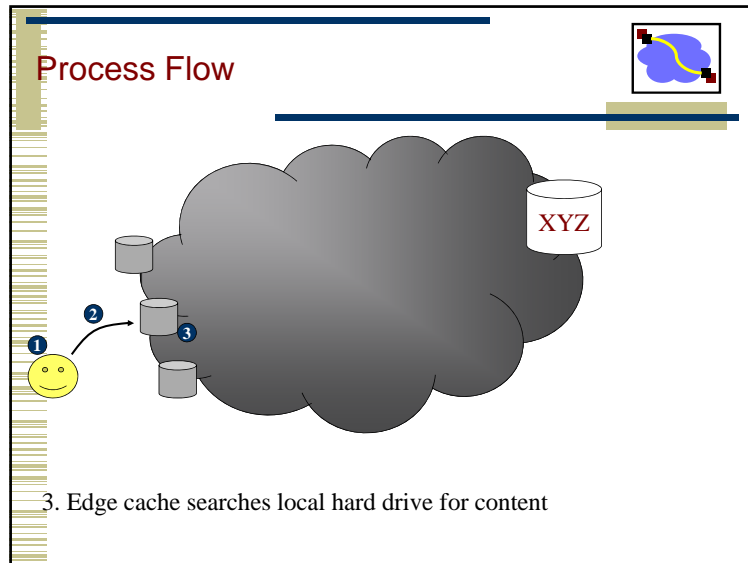 Process Flow
XYZ
2
3
1
3. Edge cache searches local hard drive for content